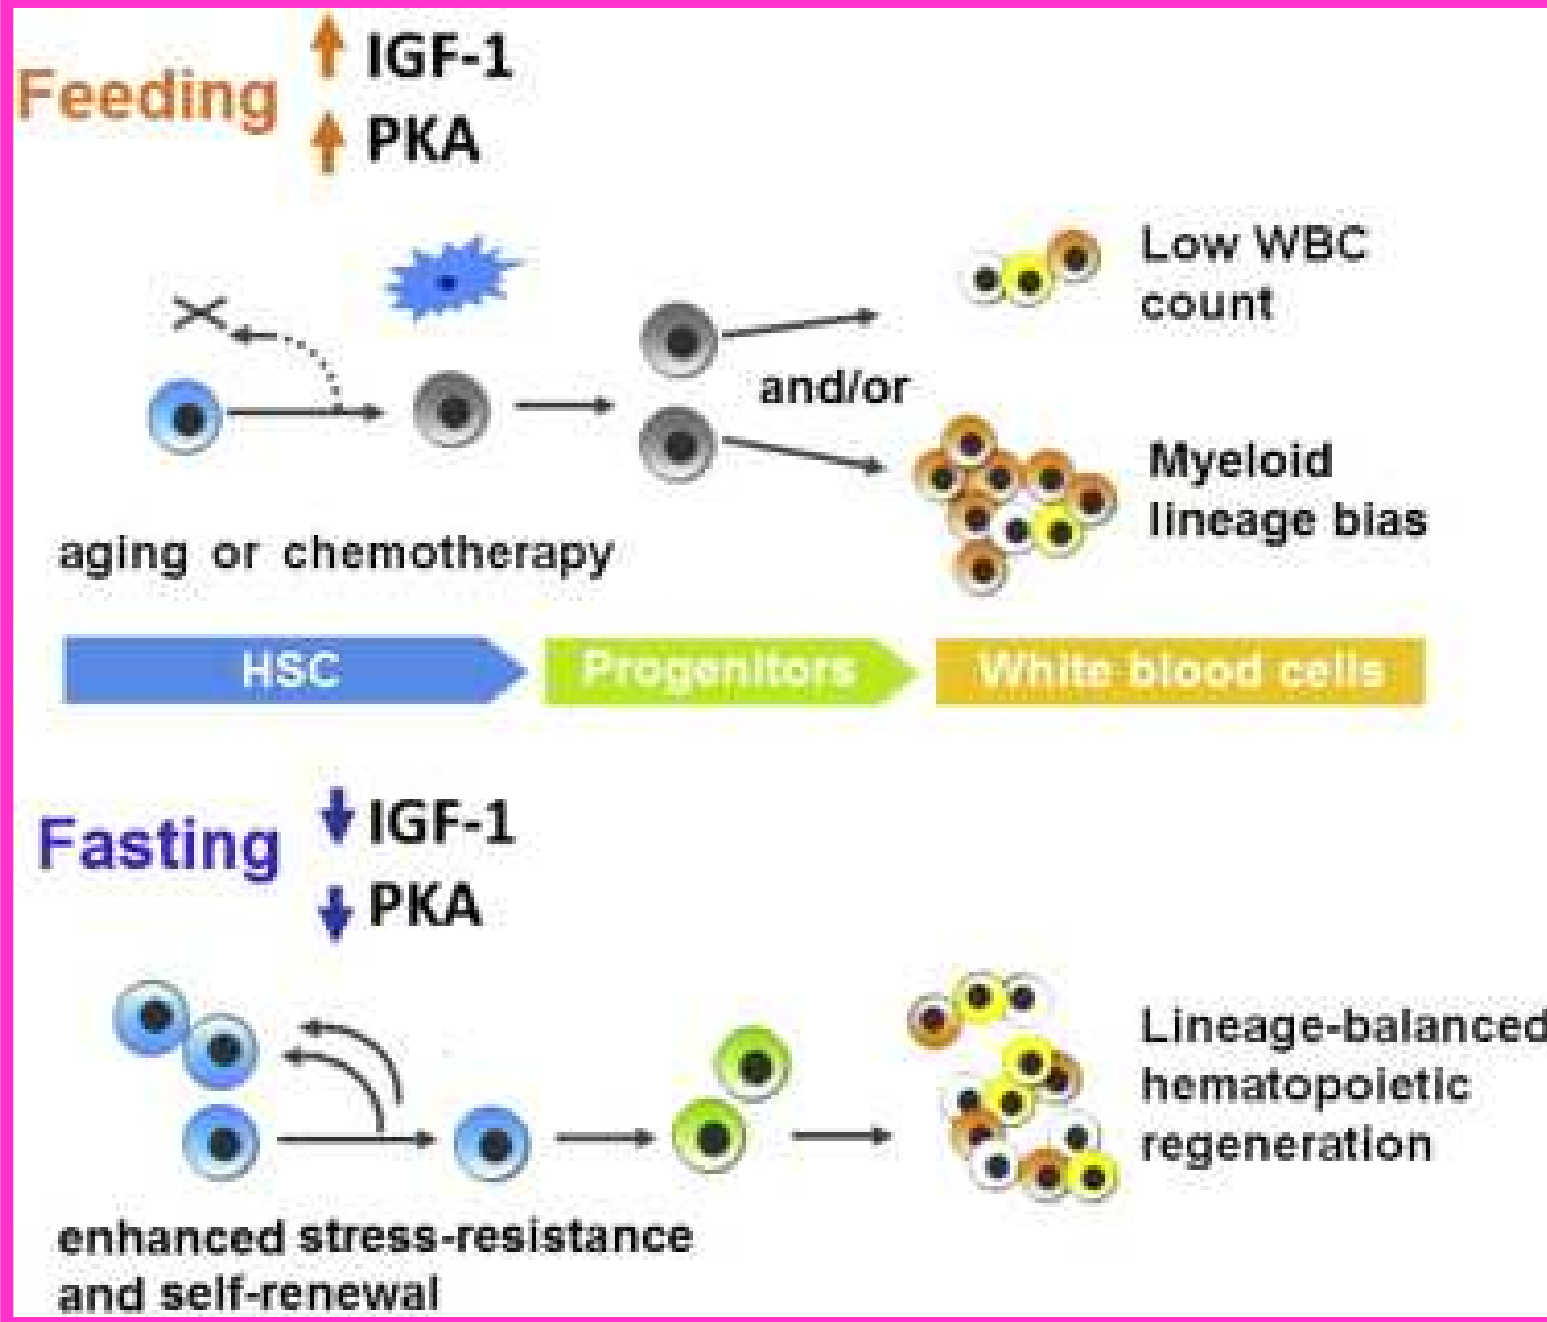 Feeding
IGF-1
PKA
Low WBC
count
and/or
Myeloid
lineage bias
aging or chemotherapy
HSC
Progenitors
White blood cells
Fasting
IGF-1
PKA
Lineage-balanced
hematopoietic
regeneration
enhanced stress-resistance
and self-renewal